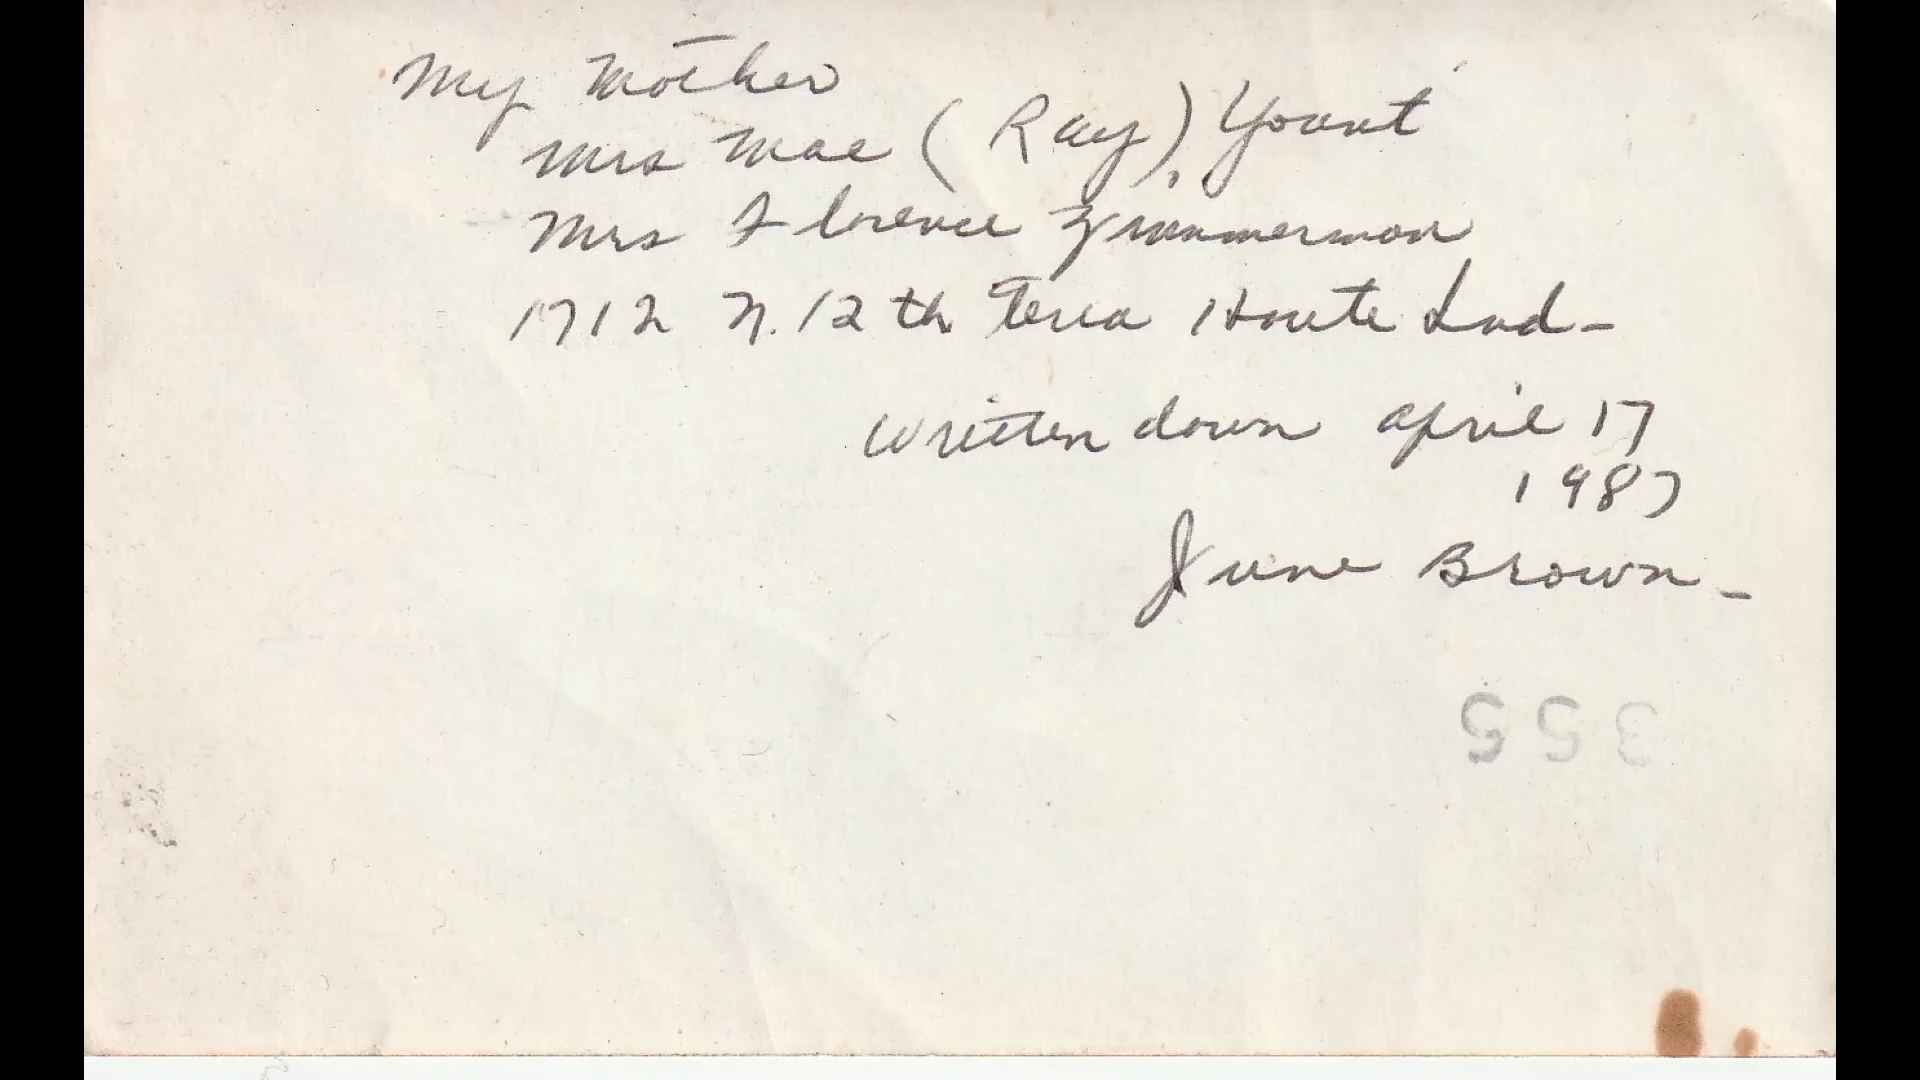 My Mother
Mrs Mae (Ray) Yount
Mrs Florence Zimmerman
1712 N. 12th Terra Haute Ind-
Written down april 17
1987
June Brown-
355